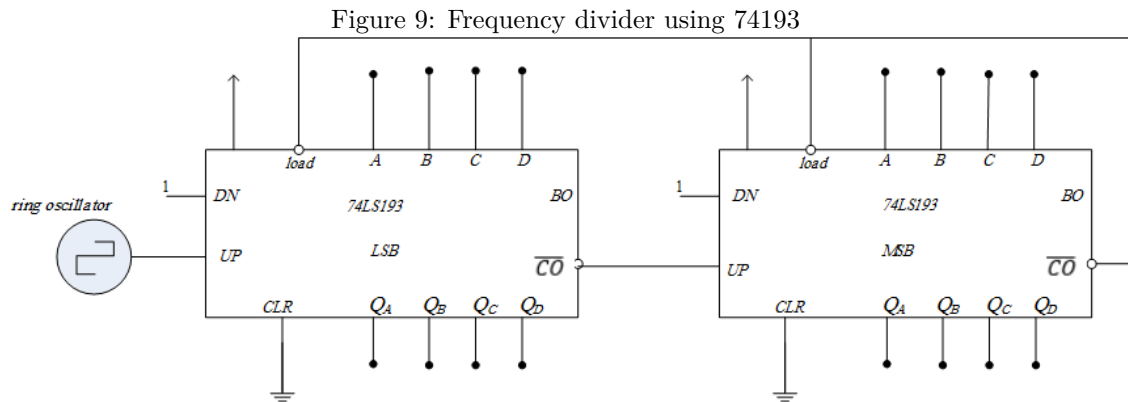 Figure 9: Frequency divider using 74193
load A B C D
load A B C D
1 DN BO
1 DN BO
ring oscillator
74LS193
74LS193
UP LSB CO
UP MSB CO
CLR QA QB QC QD
CLR QA QB QC QD